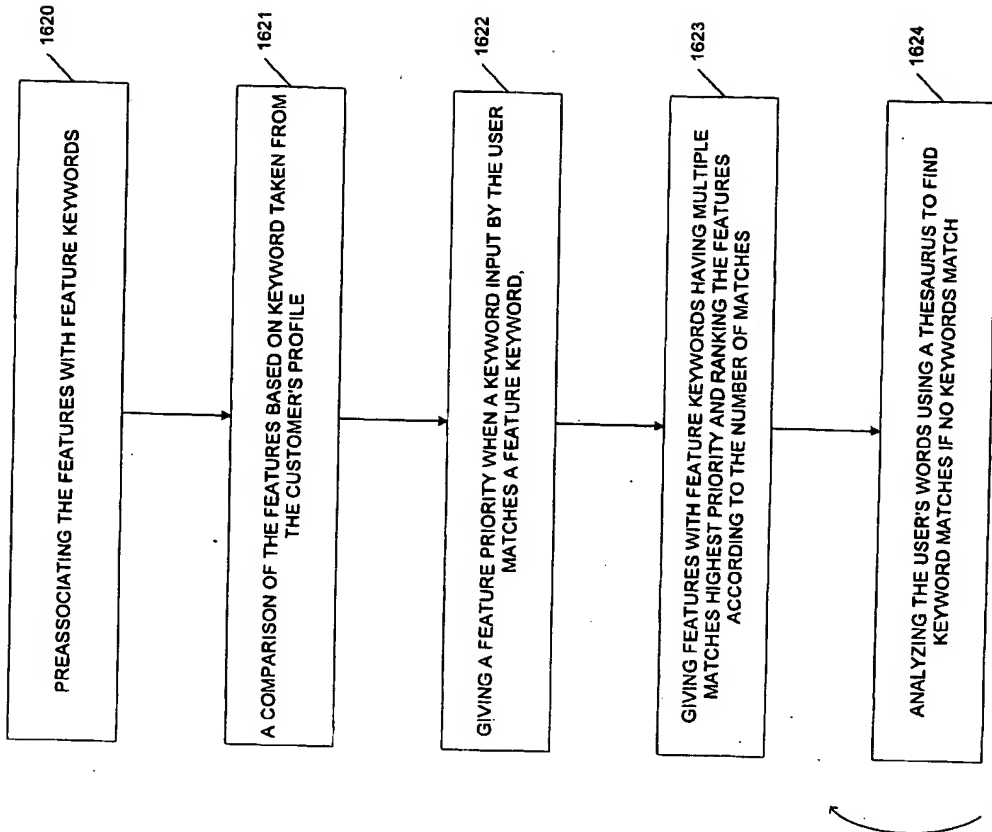 1620
PREASSOCIATING THE FEATURES WITH FEATURE KEYWORDS
1621
A COMPARISON OF THE FEATURES BASED ON KEYWORD TAKEN FROM
THE CUSTOMER'S PROFILE
1622
GIVING A FEATURE PRIORITY WHEN A KEYWORD INPUT BY THE USER
MATCHES A FEATURE KEYWORD,
1623
GIVING FEATURES WITH FEATURE KEYWORDS HAVING MULTIPLE
MATCHES HIGHEST PRIORITY AND RANKING THE FEATURES
ACCORDING TO THE NUMBER OF MATCHES
1624
ANALYZING THE USER'S WORDS USING A THESAURUS TO FIND
KEYWORD MATCHES IF NO KEYWORDS MATCH